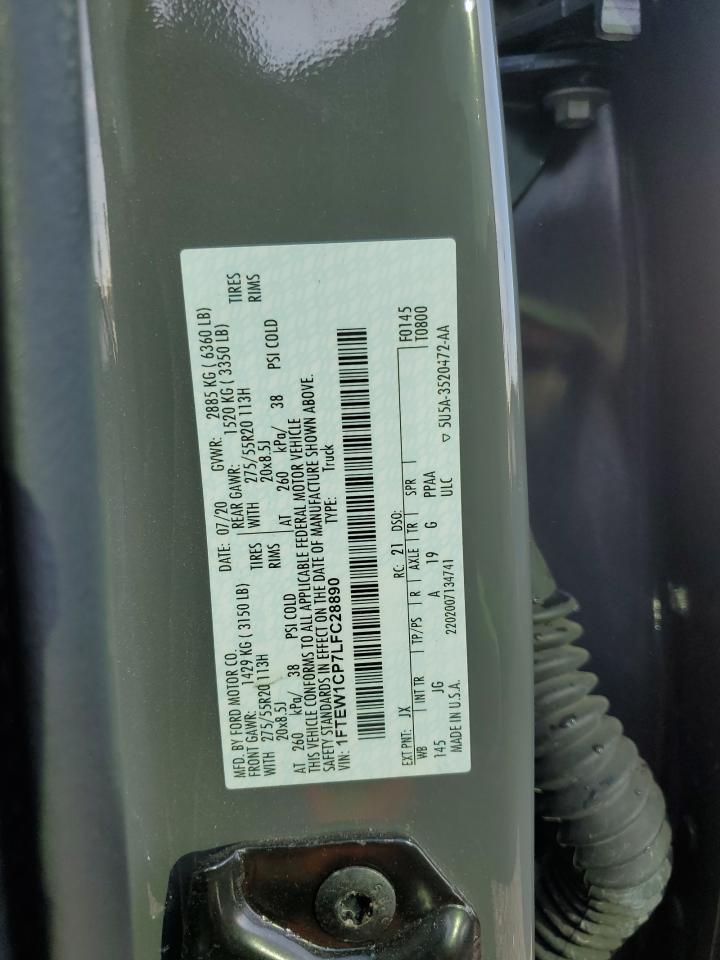 MFD. BY FORD MOTOR CO.
DATE: 07/20 GVWR: 2885 KG ( 6360 LB)
FRONT GAWR: 1429 KG ( 3150 LB) REAR GAWR: 1520 KG ( 3350 LB)
WITH 275/55R20 113H TIRES WITH 275/55R20 113H TIRES
20x8.5J RIMS 20x8.5J RIMS
AT 260 kPa/ 38 PSI COLD AT 260 kPa/ 38 PSI COLD
THIS VEHICLE CONFORMS TO ALL APPLICABLE FEDERAL MOTOR VEHICLE
SAFETY STANDARDS IN EFFECT ON THE DATE OF MANUFACTURE SHOWN ABOVE.
VIN: 1FTEW1CP7LFC28890 TYPE: Truck
EXT PNT: JX RC: 21 DSO: F0145
WB INT TR TP/PS R AXLE TR SPR T0800
145 JG A 19 G PPAA
MADE IN U.S.A. 2202007134741 ULC ▽ 5U5A-3520472-AA